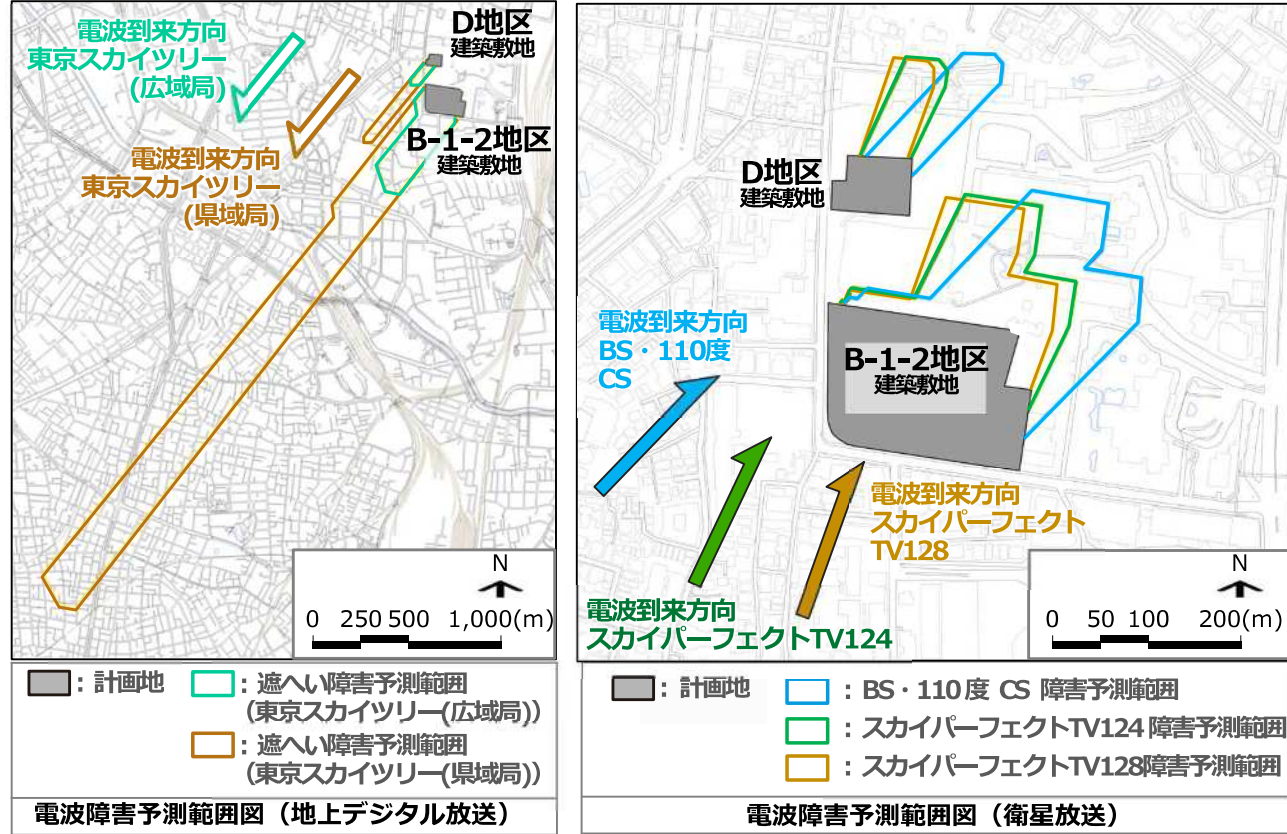 電波到来方向
東京スカイツリー
(広域局)
D地区
建築敷地
電波到来方向
東京スカイツリー
(県域局)
B-1-2地区
建築敷地
N
0 250 500 1,000(m)
：計画地
：遮へい障害予測範囲
（東京スカイツリー(広域局)）
：遮へい障害予測範囲
（東京スカイツリー(県域局)）
電波障害予測範囲図（地上デジタル放送）
D地区
建築敷地
電波到来方向
BS・110度
CS
B-1-2地区
建築敷地
電波到来方向
スカイパーフェクト
TV128
電波到来方向
スカイパーフェクトTV124
N
0 50 100 200(m)
：計画地
：BS・110度 CS 障害予測範囲
：スカイパーフェクトTV124 障害予測範囲
：スカイパーフェクトTV128障害予測範囲
電波障害予測範囲図（衛星放送）